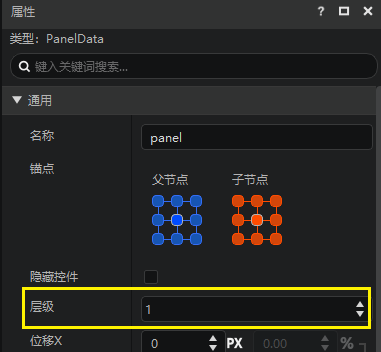 属性 ?
类型: PanelData
键入关键词搜索...
通用
名称 panel
锚点
父节点 子节点
隐藏控件
层级 1
位移X 0 PX 0.00 %